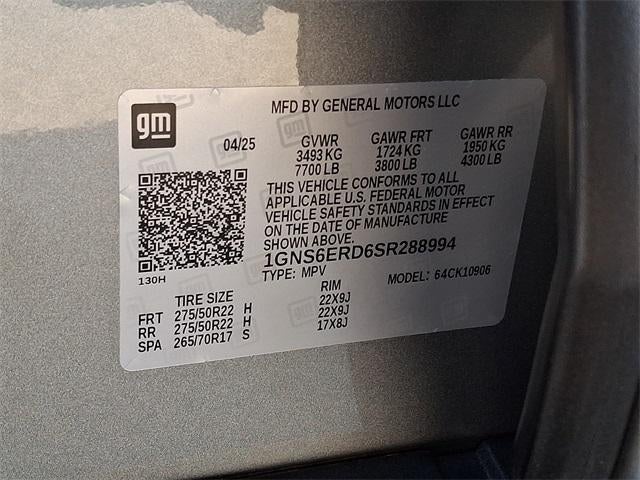 gm
MFD BY GENERAL MOTORS LLC
04/25 GVWR GAWR FRT GAWR RR
3493 KG 1724 KG 1950 KG
7700 LB 3800 LB 4300 LB
THIS VEHICLE CONFORMS TO ALL
APPLICABLE U.S. FEDERAL MOTOR
VEHICLE SAFETY STANDARDS IN EFFECT
ON THE DATE OF MANUFACTURE
SHOWN ABOVE.
1GNS6ERD6SR288994
130H
TYPE: MPV MODEL: 64CK10906
TIRE SIZE RIM
FRT 275/50R22 H 22X9J
RR 275/50R22 H 22X9J
SPA 265/70R17 S 17X8J